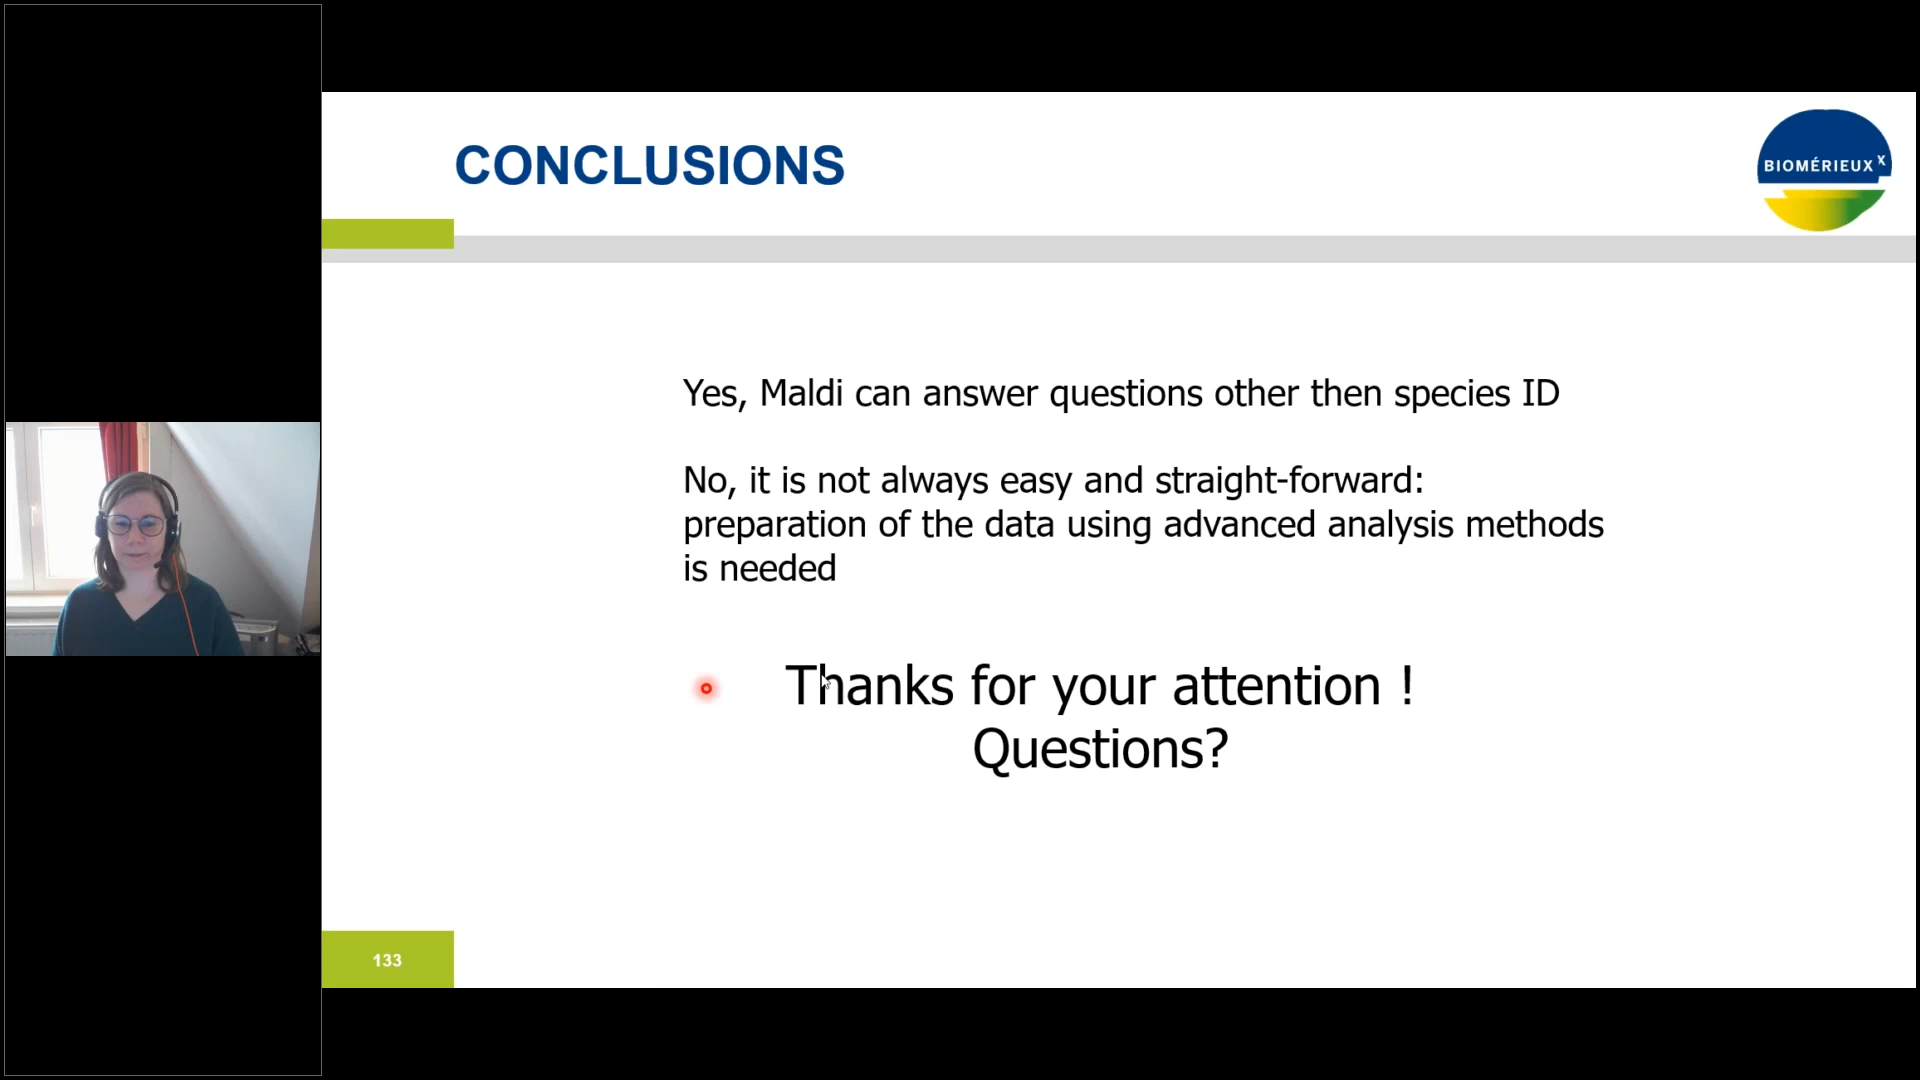 CONCLUSIONS
BIOMÉRIEUX
Yes, Maldi can answer questions other then species ID
No, it is not always easy and straight-forward:
preparation of the data using advanced analysis methods
is needed
Thanks for your attention !
Questions?
133